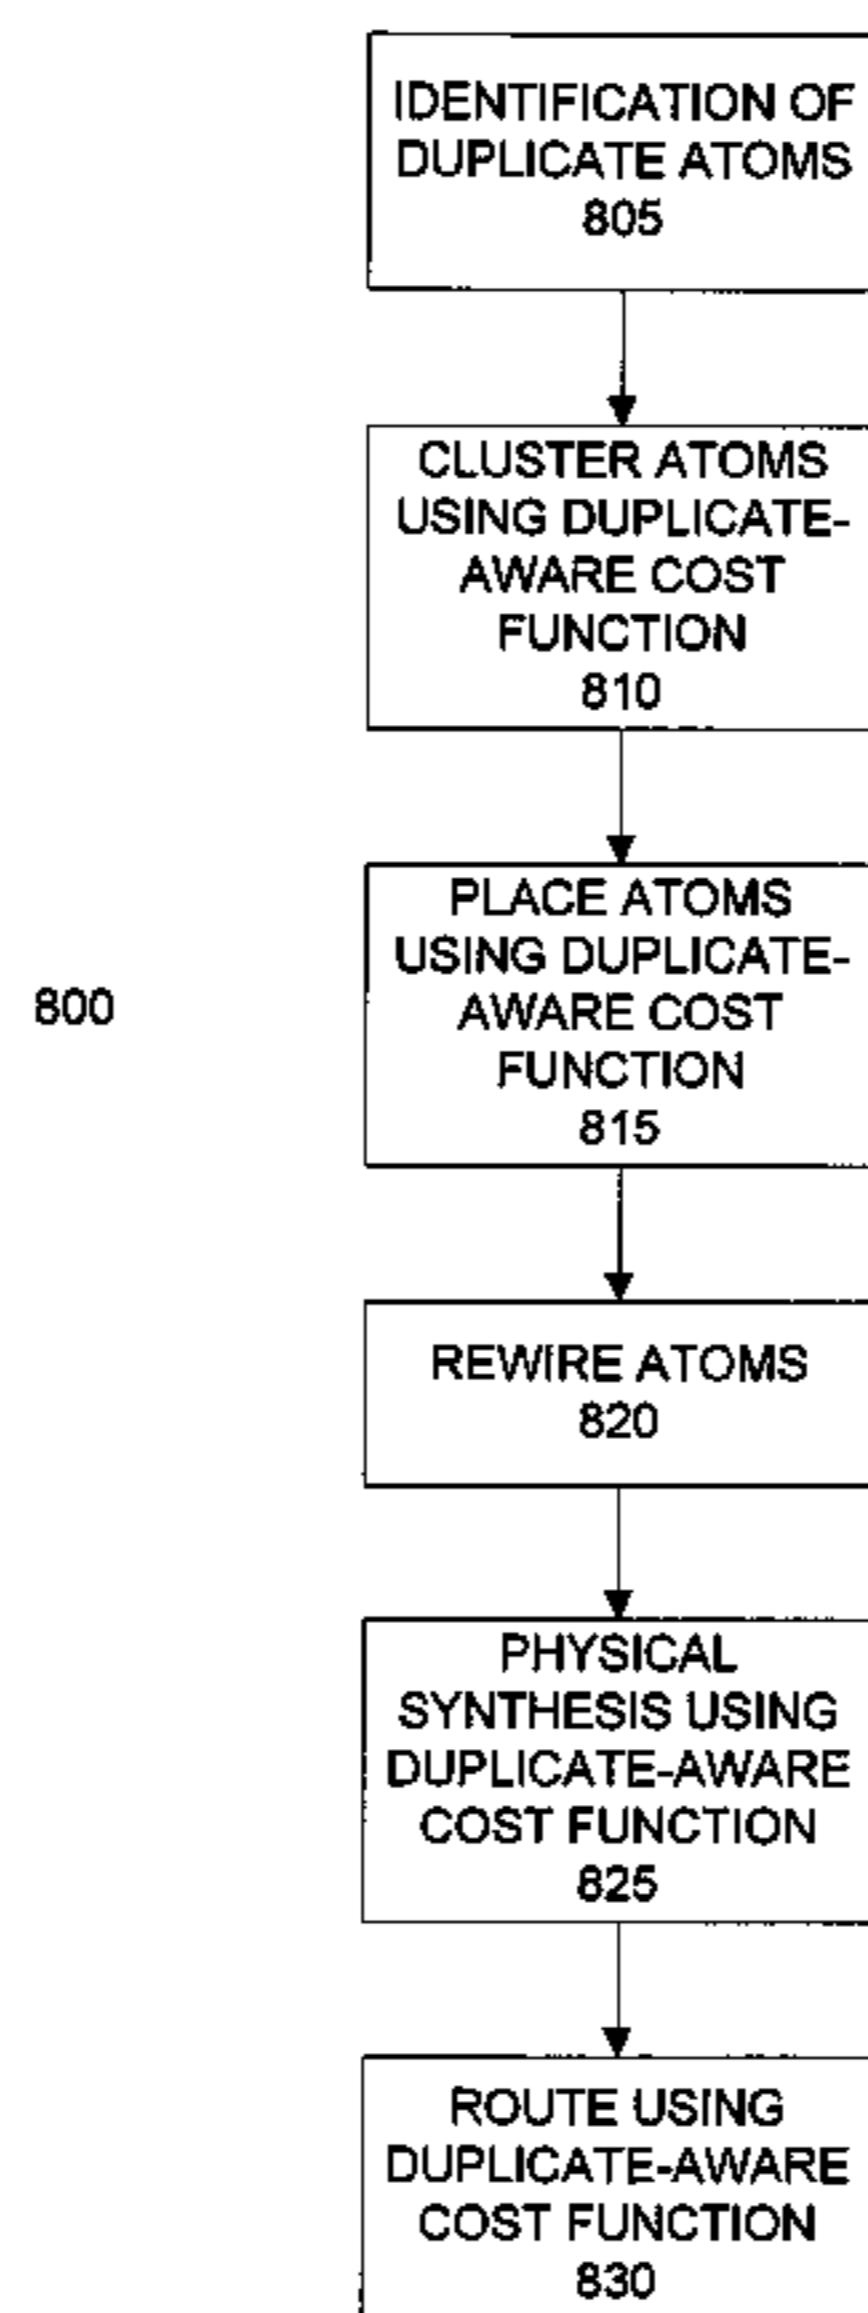 IDENTIFICATION OF
DUPLICATE ATOMS
805
CLUSTER ATOMS
USING DUPLICATE-
AWARE COST
FUNCTION
810
PLACE ATOMS
USING DUPLICATE-
AWARE COST
FUNCTION
815
800
REWIRE ATOMS
820
PHYSICAL
SYNTHESIS USING
DUPLICATE-AWARE
COST FUNCTION
825
ROUTE USING
DUPLICATE-AWARE
COST FUNCTION
830